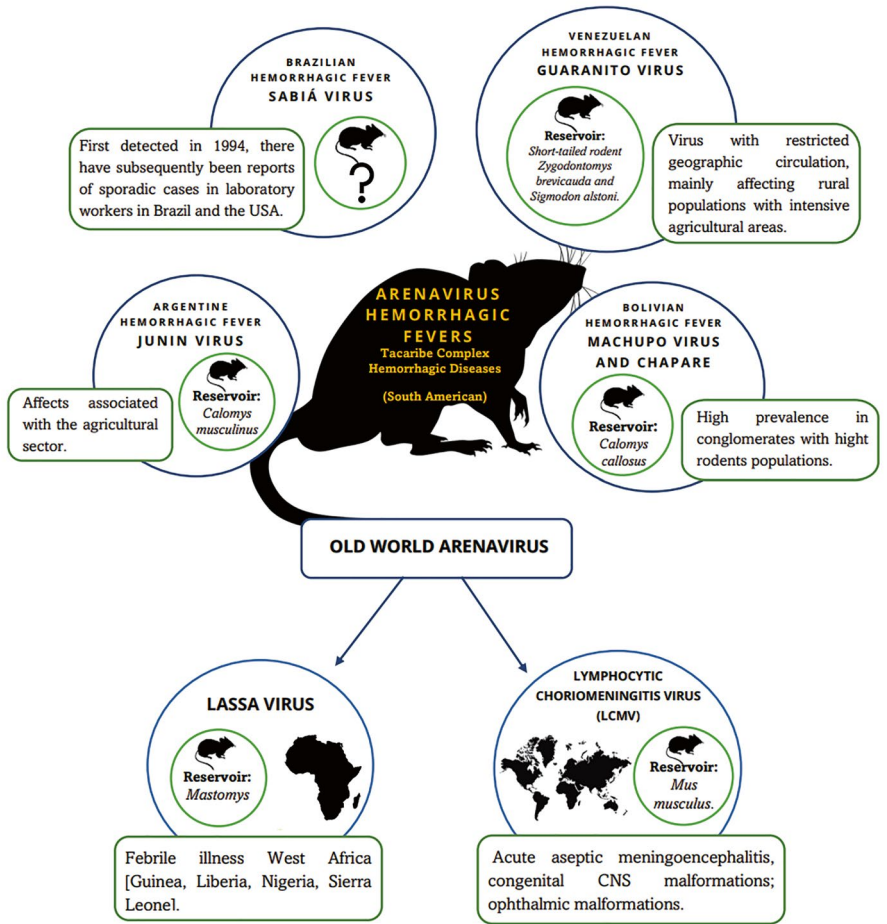 BRAZILIAN
HEMORRHAGIC FEVER
SABIÁ VIRUS
?
First detected in 1994, there
have subsequently been reports
of sporadic cases in laboratory
workers in Brazil and the USA.
VENEZUELAN
HEMORRHAGIC FEVER
GUARANITO VIRUS
Reservoir:
Short-tailed rodent
Zygodontomys
brevicauda and
Sigmodon alstoni.
Virus with restricted
geographic circulation,
mainly affecting rural
populations with intensive
agricultural areas.
ARENAVIRUS
HEMORRHAGIC
FEVERS
Tacaribe Complex
Hemorrhagic Diseases
(South American)
ARGENTINE
HEMORRHAGIC FEVER
JUNIN VIRUS
Reservoir:
Calomys
musculinus
Affects associated
with the agricultural
sector.
BOLIVIAN
HEMORRHAGIC FEVER
MACHUPO VIRUS
AND CHAPARE
Reservoir:
Calomys
callosus
High prevalence in
conglomerates with hight
rodents populations.
OLD WORLD ARENAVIRUS
LASSA VIRUS
Reservoir:
Mastomys
Febrile illness West Africa
[Guinea, Liberia, Nigeria, Sierra
Leone].
LYMPHOCYTIC
CHORIOMENINGITIS VIRUS
(LCMV)
Reservoir:
Mus
musculus.
Acute aseptic meningoencephalitis,
congenital CNS malformations;
ophthalmic malformations.